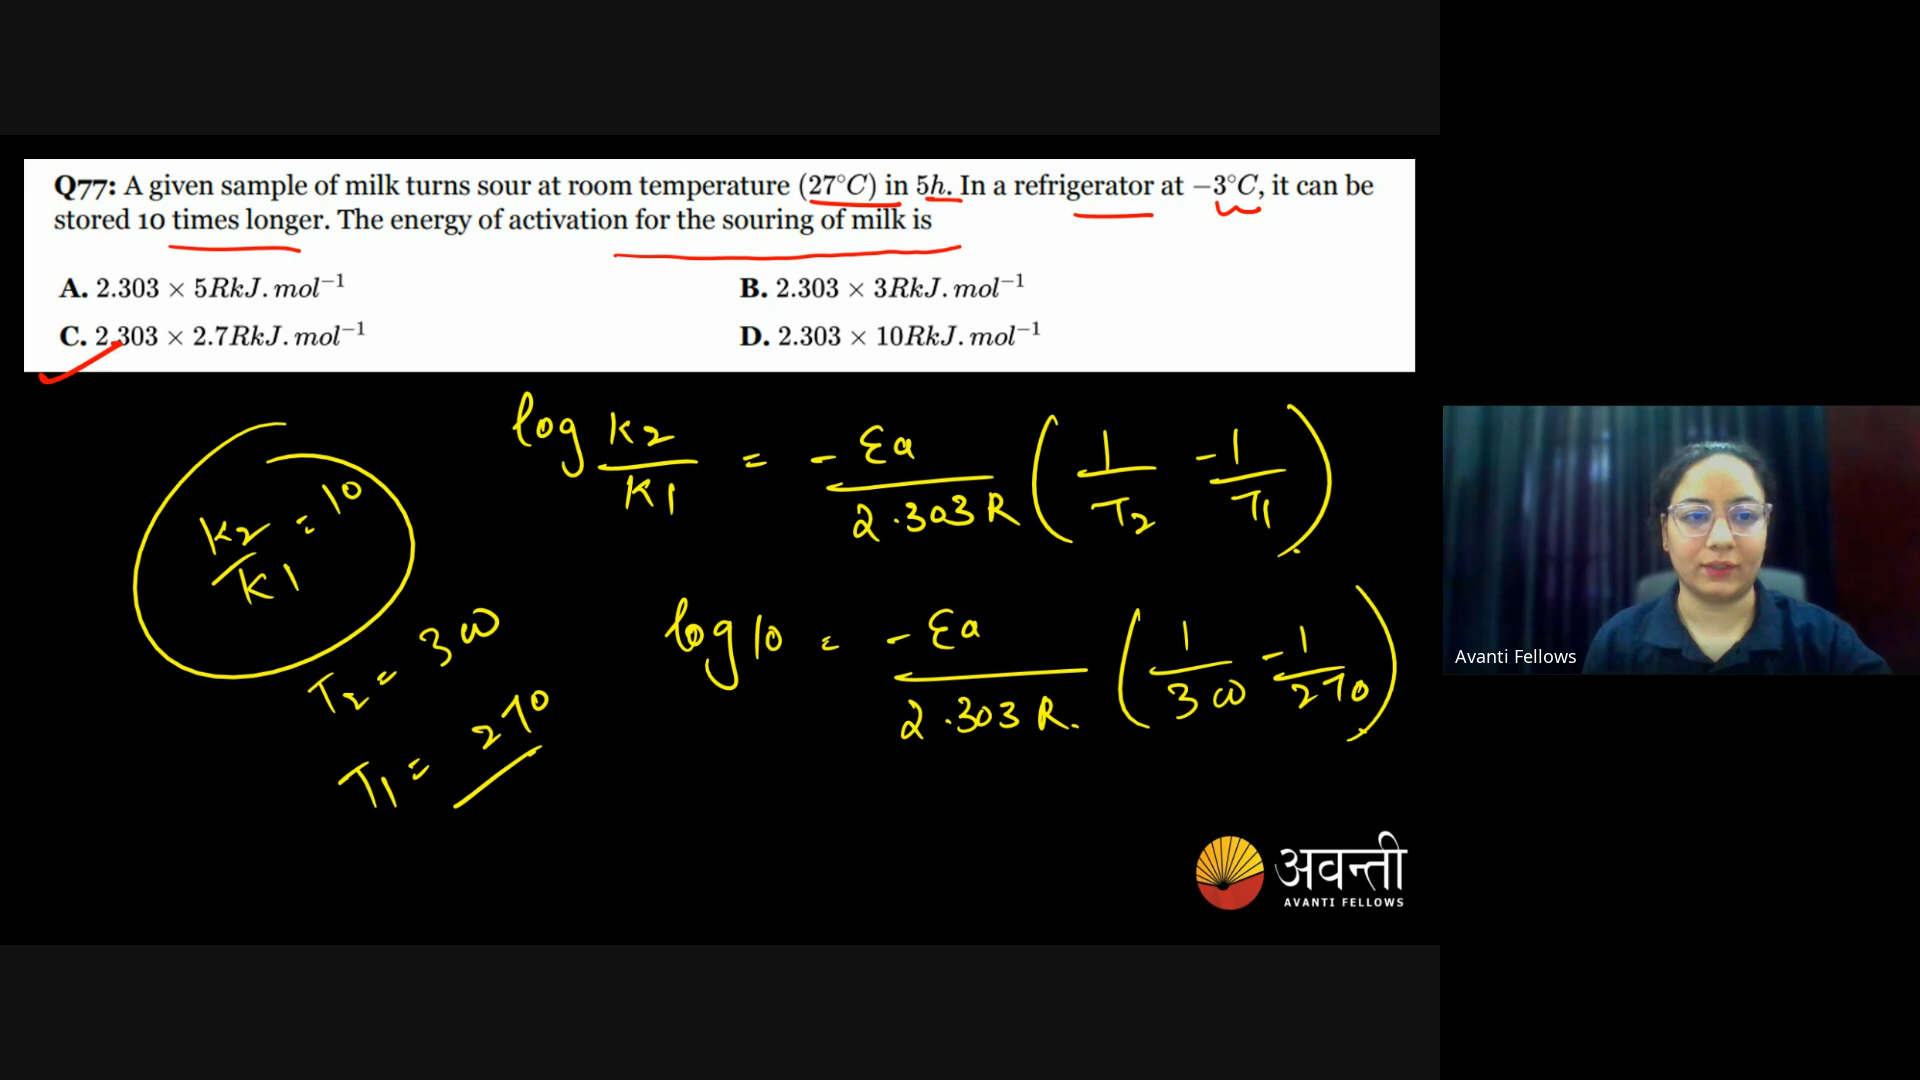 Q77: A given sample of milk turns sour at room temperature (27°C) in 5h. In a refrigerator at −3°C, it can be
stored 10 times longer. The energy of activation for the souring of milk is
A. 2.303 × 5RkJ.mol⁻¹
B. 2.303 × 3RkJ.mol⁻¹
C. 2.303 × 2.7RkJ.mol⁻¹
D. 2.303 × 10RkJ.mol⁻¹
log K2/K1 = -Ea/2.303R (1/T2 - 1/T1)
K2/K1 = 10
T2 = 300
T1 = 270
log 10 = -Ea/2.303R. (1/300 - 1/270)
Avanti Fellows
अवन्ती
AVANTI FELLOWS